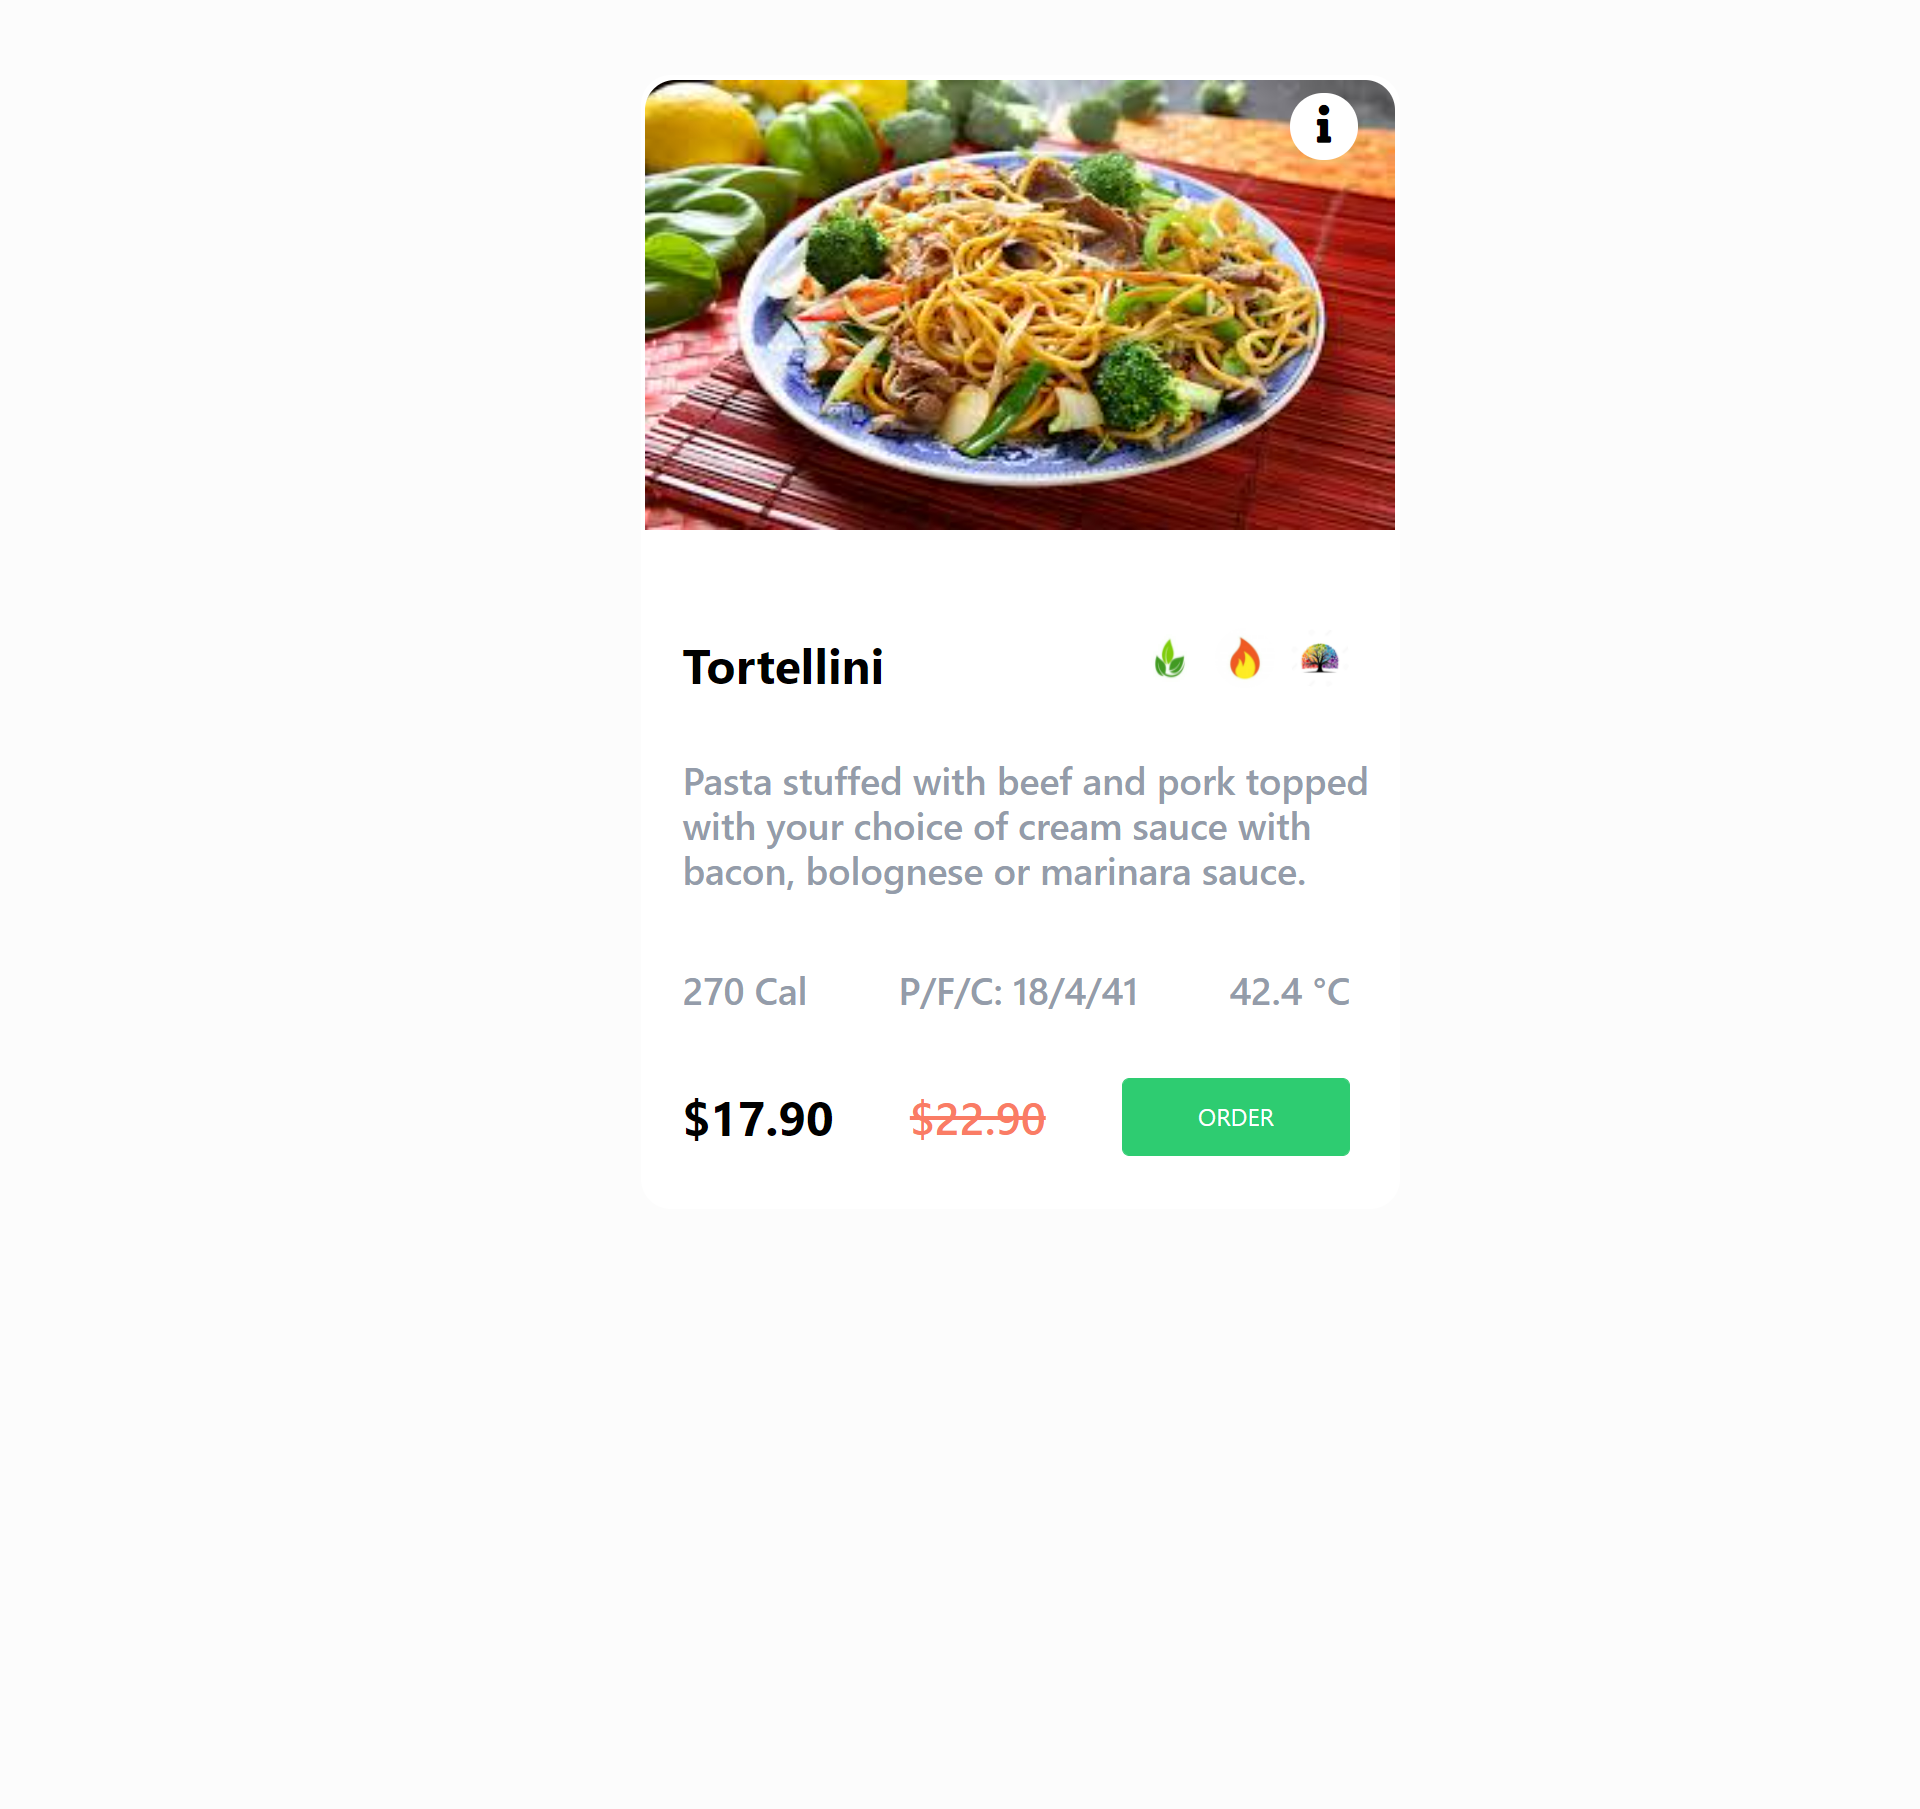 Tortellini
Pasta stuffed with beef and pork topped
with your choice of cream sauce with
bacon, bolognese or marinara sauce.
270 Cal P/F/C: 18/4/41 42.4 °C
$17.90 $22.90 ORDER